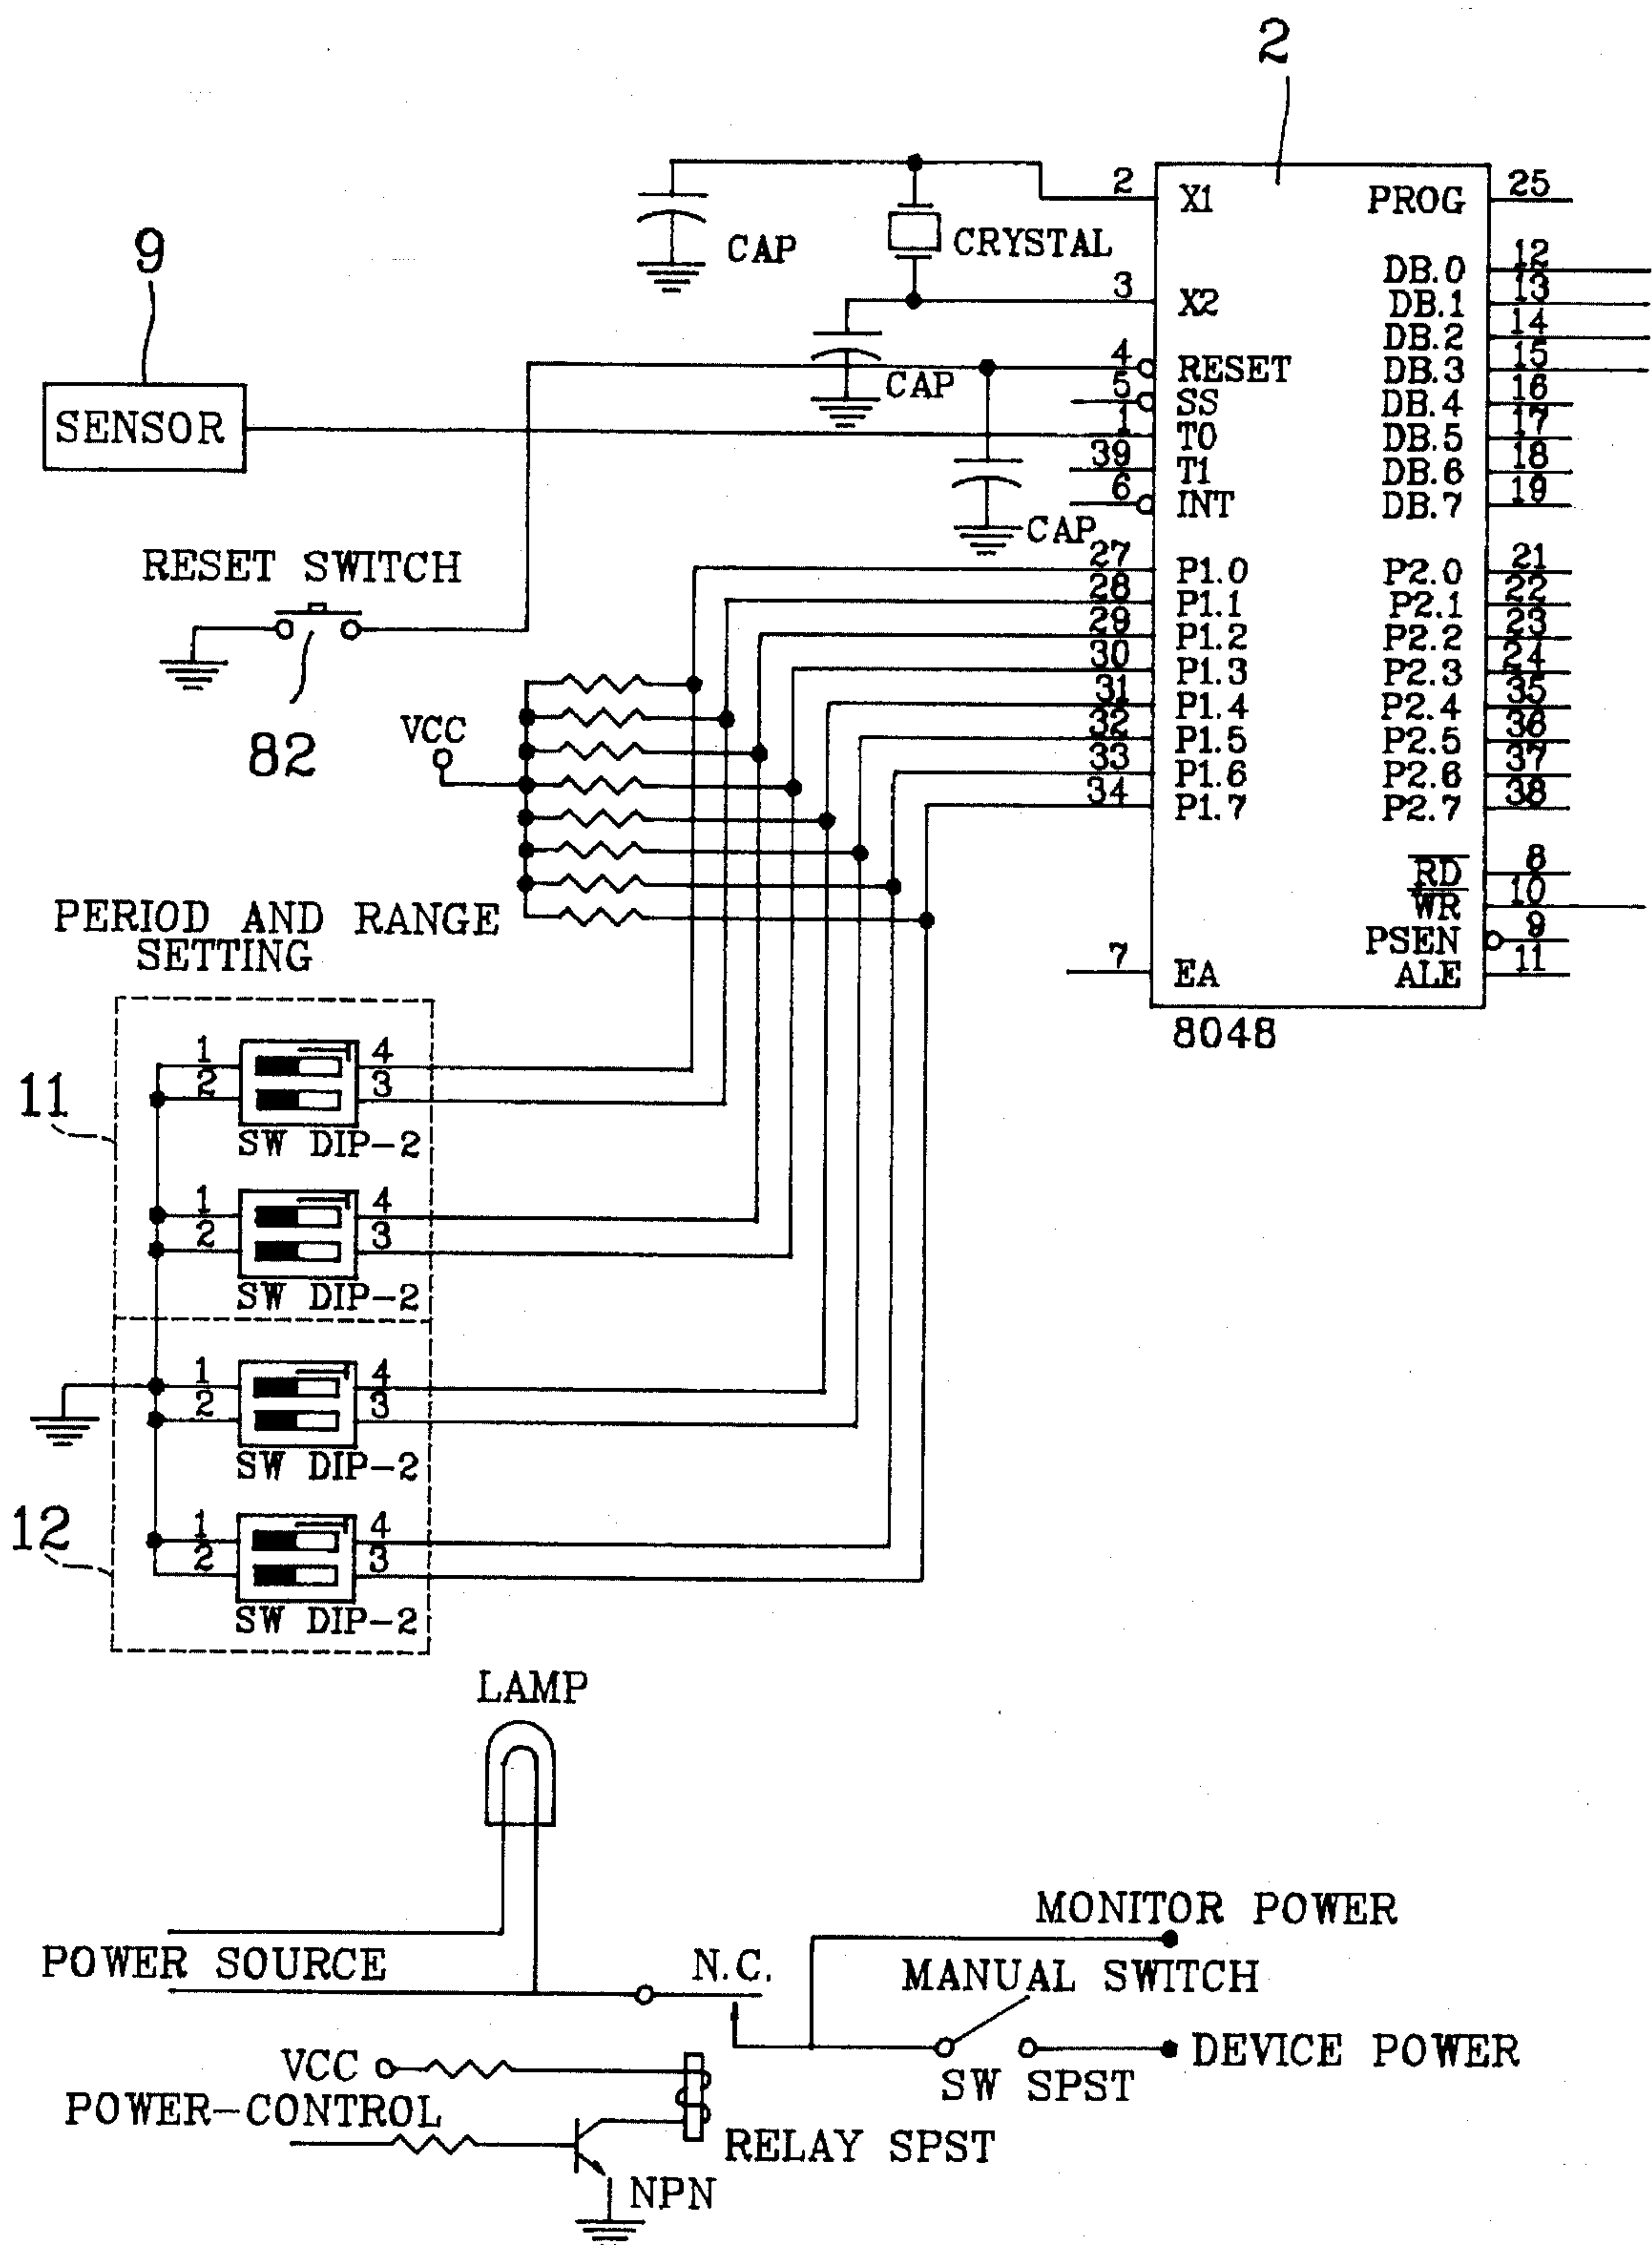 2
9
SENSOR
CAP
CRYSTAL
CAP
CAP
RESET SWITCH
82
VCC
2 X1 PROG 25
3 X2
DB.0 12
DB.1 13
DB.2 14
4 RESET DB.3 15
5 SS DB.4 16
1 T0 DB.5 17
39 T1 DB.6 18
6 INT DB.7 19
27 P1.0 P2.0 21
28 P1.1 P2.1 22
29 P1.2 P2.2 23
30 P1.3 P2.3 24
31 P1.4 P2.4 35
32 P1.5 P2.5 36
33 P1.6 P2.6 37
34 P1.7 P2.7 38
RD 8
WR 10
PSEN 9
7 EA ALE 11
8048
PERIOD AND RANGE
SETTING
11
1 4
2 3
SW DIP-2
1 4
2 3
SW DIP-2
1 4
2 3
SW DIP-2
12
1 4
2 3
SW DIP-2
LAMP
POWER SOURCE
N.C.
MONITOR POWER
MANUAL SWITCH
DEVICE POWER
SW SPST
VCC
POWER-CONTROL
RELAY SPST
NPN